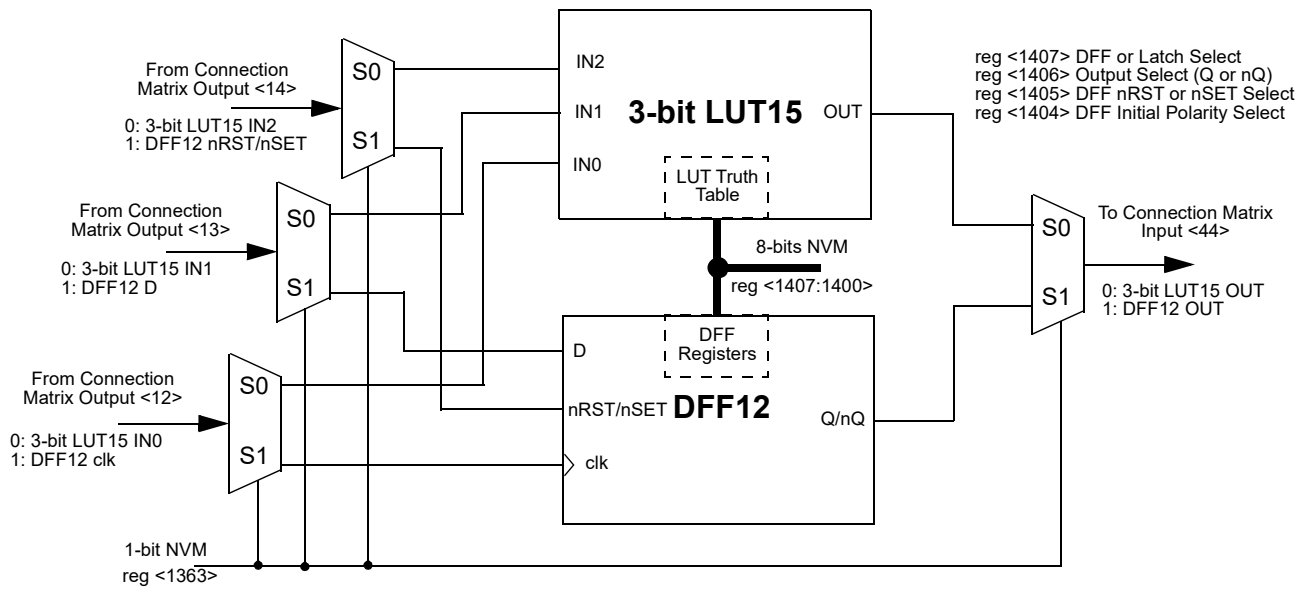 From Connection
Matrix Output <14>
0: 3-bit LUT15 IN2
1: DFF12 nRST/nSET
S0
S1
From Connection
Matrix Output <13>
0: 3-bit LUT15 IN1
1: DFF12 D
S0
S1
From Connection
Matrix Output <12>
0: 3-bit LUT15 IN0
1: DFF12 clk
S0
S1
1-bit NVM
reg <1363>
IN2
IN1
IN0
3-bit LUT15
OUT
LUT Truth
Table
8-bits NVM
reg <1407:1400>
DFF
Registers
D
nRST/nSET
DFF12
clk
Q/nQ
reg <1407> DFF or Latch Select
reg <1406> Output Select (Q or nQ)
reg <1405> DFF nRST or nSET Select
reg <1404> DFF Initial Polarity Select
S0
S1
To Connection Matrix
Input <44>
0: 3-bit LUT15 OUT
1: DFF12 OUT